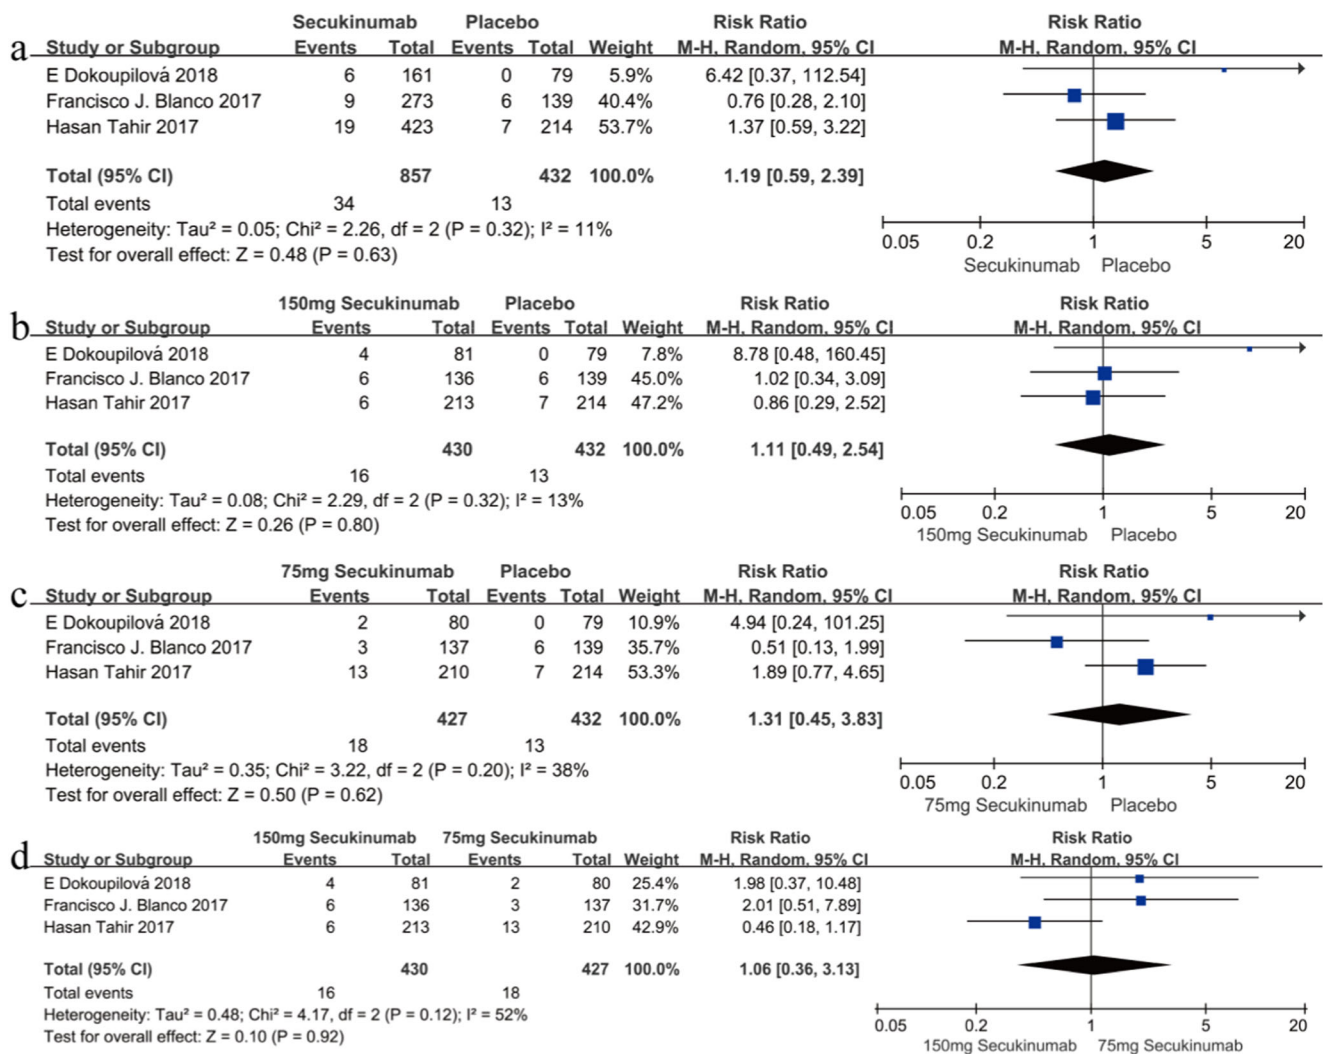 a
Secukinumab Placebo Risk Ratio Risk Ratio
Study or Subgroup Events Total Events Total Weight M-H, Random, 95% CI M-H, Random, 95% CI
E Dokoupilová 2018 6 161 0 79 5.9% 6.42 [0.37, 112.54]
Francisco J. Blanco 2017 9 273 6 139 40.4% 0.76 [0.28, 2.10]
Hasan Tahir 2017 19 423 7 214 53.7% 1.37 [0.59, 3.22]
Total (95% CI) 857 432 100.0% 1.19 [0.59, 2.39]
Total events 34 13
Heterogeneity: Tau² = 0.05; Chi² = 2.26, df = 2 (P = 0.32); I² = 11%
Test for overall effect: Z = 0.48 (P = 0.63)
0.05 0.2 1 5 20
Secukinumab Placebo
b
150mg Secukinumab Placebo Risk Ratio Risk Ratio
Study or Subgroup Events Total Events Total Weight M-H, Random, 95% CI M-H, Random, 95% CI
E Dokoupilová 2018 4 81 0 79 7.8% 8.78 [0.48, 160.45]
Francisco J. Blanco 2017 6 136 6 139 45.0% 1.02 [0.34, 3.09]
Hasan Tahir 2017 6 213 7 214 47.2% 0.86 [0.29, 2.52]
Total (95% CI) 430 432 100.0% 1.11 [0.49, 2.54]
Total events 16 13
Heterogeneity: Tau² = 0.08; Chi² = 2.29, df = 2 (P = 0.32); I² = 13%
Test for overall effect: Z = 0.26 (P = 0.80)
0.05 0.2 1 5 20
150mg Secukinumab Placebo
c
75mg Secukinumab Placebo Risk Ratio Risk Ratio
Study or Subgroup Events Total Events Total Weight M-H, Random, 95% CI M-H, Random, 95% CI
E Dokoupilová 2018 2 80 0 79 10.9% 4.94 [0.24, 101.25]
Francisco J. Blanco 2017 3 137 6 139 35.7% 0.51 [0.13, 1.99]
Hasan Tahir 2017 13 210 7 214 53.3% 1.89 [0.77, 4.65]
Total (95% CI) 427 432 100.0% 1.31 [0.45, 3.83]
Total events 18 13
Heterogeneity: Tau² = 0.35; Chi² = 3.22, df = 2 (P = 0.20); I² = 38%
Test for overall effect: Z = 0.50 (P = 0.62)
0.05 0.2 1 5 20
75mg Secukinumab Placebo
d
150mg Secukinumab 75mg Secukinumab Risk Ratio Risk Ratio
Study or Subgroup Events Total Events Total Weight M-H, Random, 95% CI M-H, Random, 95% CI
E Dokoupilová 2018 4 81 2 80 25.4% 1.98 [0.37, 10.48]
Francisco J. Blanco 2017 6 136 3 137 31.7% 2.01 [0.51, 7.89]
Hasan Tahir 2017 6 213 13 210 42.9% 0.46 [0.18, 1.17]
Total (95% CI) 430 427 100.0% 1.06 [0.36, 3.13]
Total events 16 18
Heterogeneity: Tau² = 0.48; Chi² = 4.17, df = 2 (P = 0.12); I² = 52%
Test for overall effect: Z = 0.10 (P = 0.92)
0.05 0.2 1 5 20
150mg Secukinumab 75mg Secukinumab